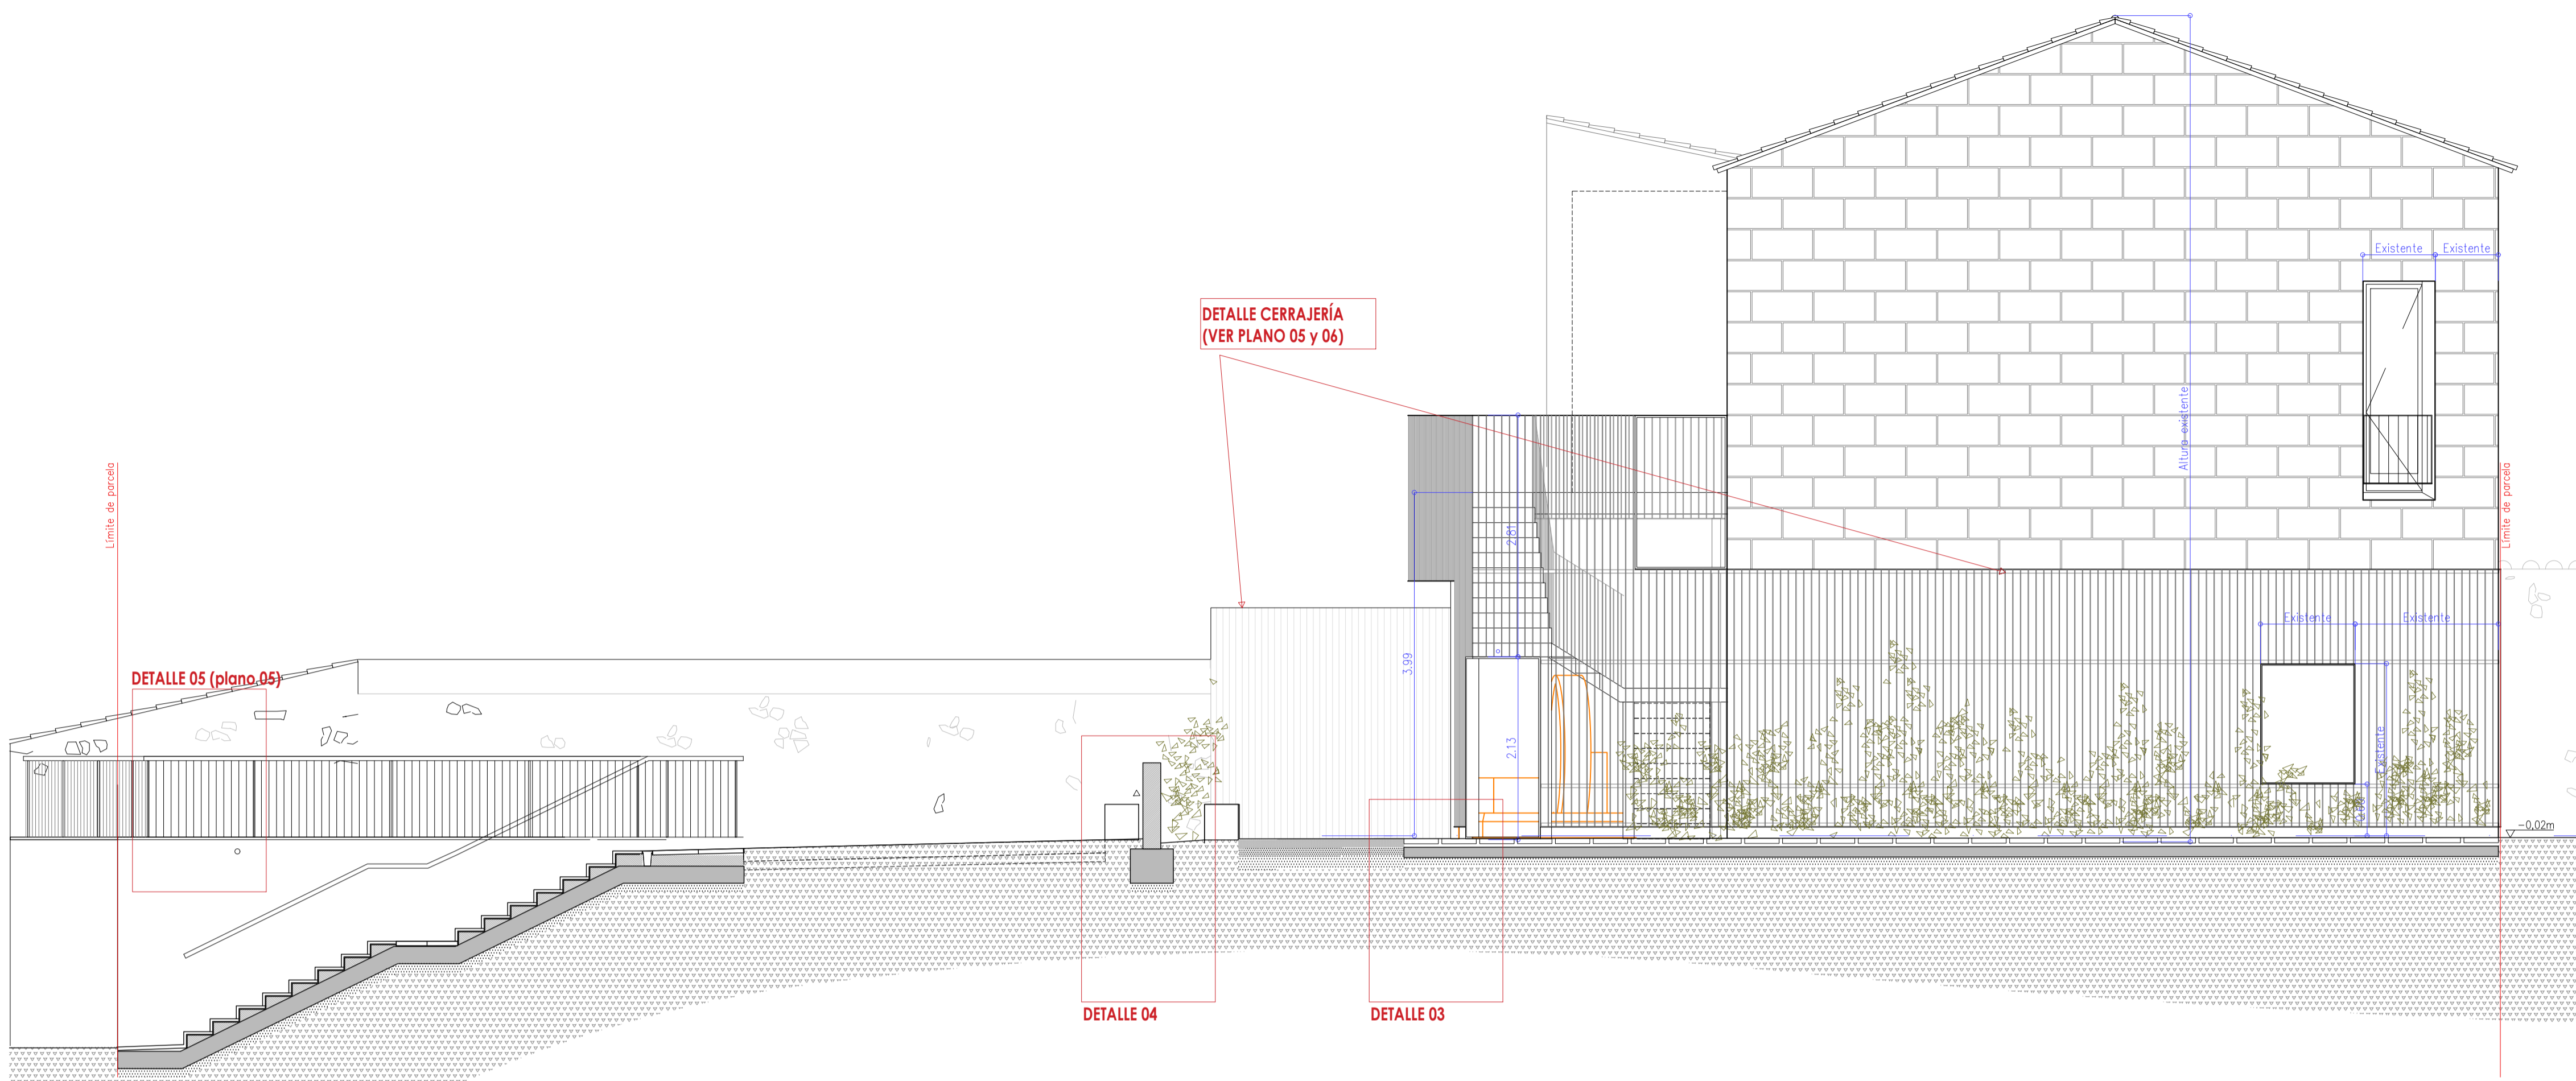 Existente
Existente
DETALLE CERRAJERÍA
(VER PLANO 05 y 06)
Altura existente
Límite de parcela
Límite de parcela
2.81
Existente
Existente
3.99
DETALLE 05 (plano 05)
2.13
Existente
-0.02m
DETALLE 04
DETALLE 03